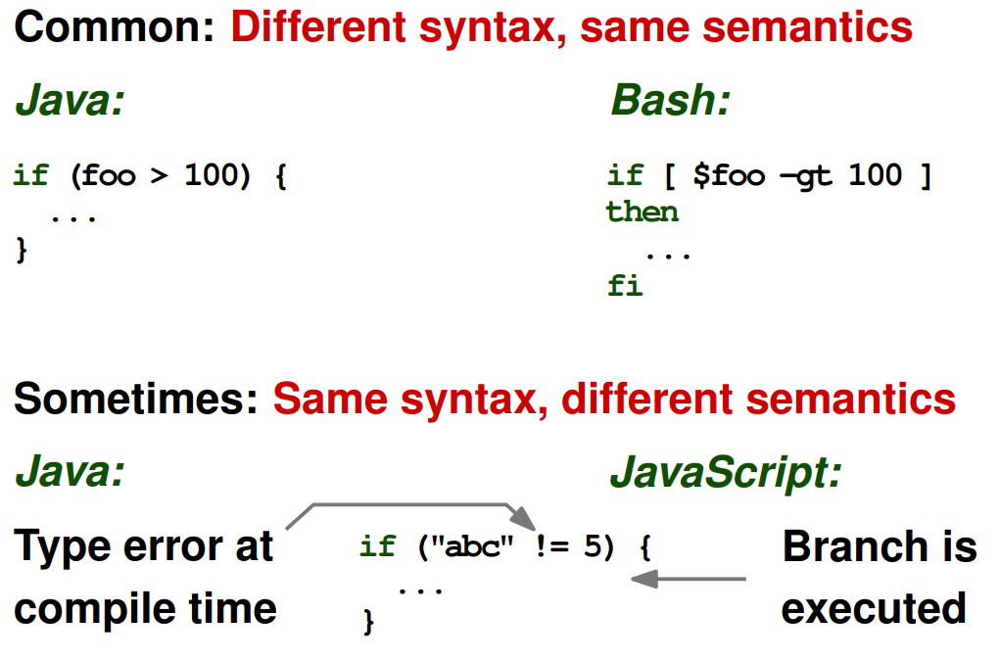 Common: Different syntax, same semantics
Java:
Bash:
if (foo > 100) {
...
}
if [ $foo –gt 100 ]
then
...
fi
Sometimes: Same syntax, different semantics
Java:
JavaScript:
Type error at
compile time
if ("abc" != 5) {
...
}
Branch is
executed